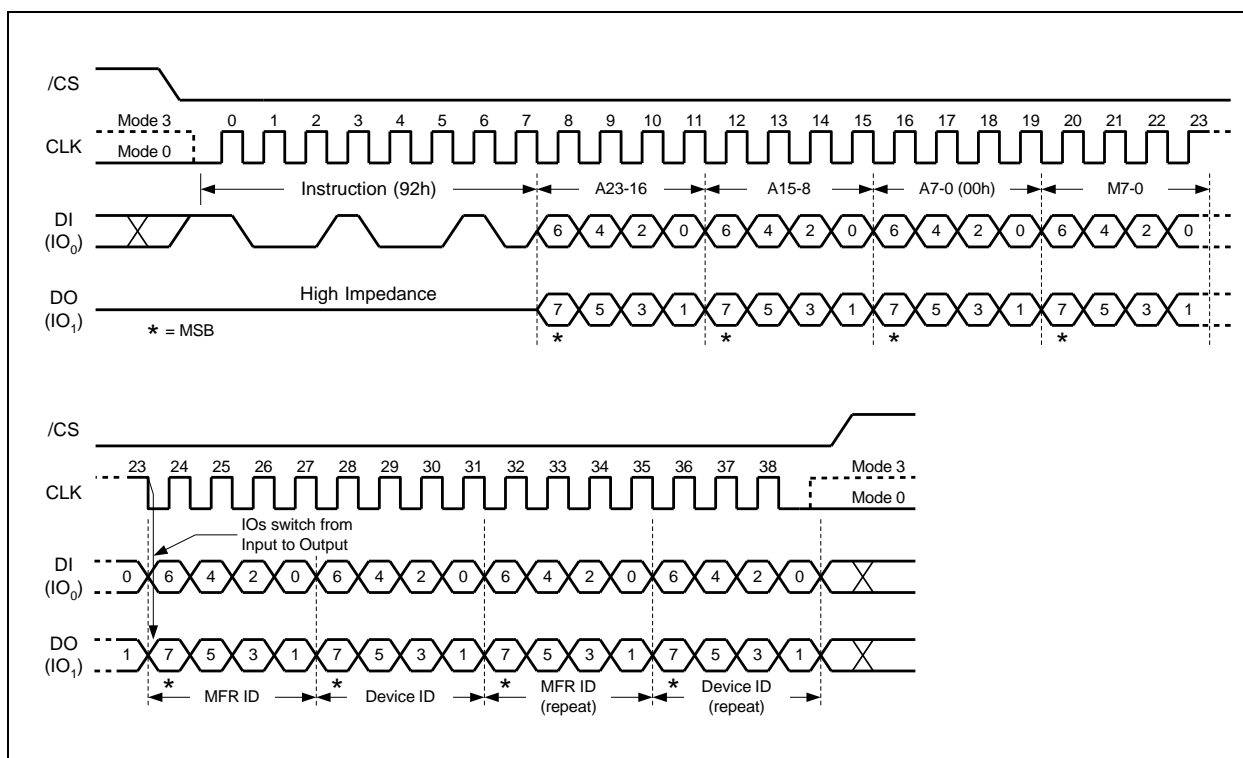 /CS
Mode 3
0 1 2 3 4 5 6 7 8 9 10 11 12 13 14 15 16 17 18 19 20 21 22 23
CLK
Mode 0
Instruction (92h) A23-16 A15-8 A7-0 (00h) M7-0
DI
(IO0)
6 4 2 0 6 4 2 0 6 4 2 0 6 4 2 0
High Impedance
DO
(IO1)
7 5 3 1 7 5 3 1 7 5 3 1 7 5 3 1
* = MSB
* * * *
/CS
23 24 25 26 27 28 29 30 31 32 33 34 35 36 37 38
Mode 3
CLK
Mode 0
IOs switch from
Input to Output
DI
(IO0)
0 6 4 2 0 6 4 2 0 6 4 2 0 6 4 2 0
DO
(IO1)
1 7 5 3 1 7 5 3 1 7 5 3 1 7 5 3 1
* * * *
MFR ID Device ID MFR ID
(repeat)
Device ID
(repeat)